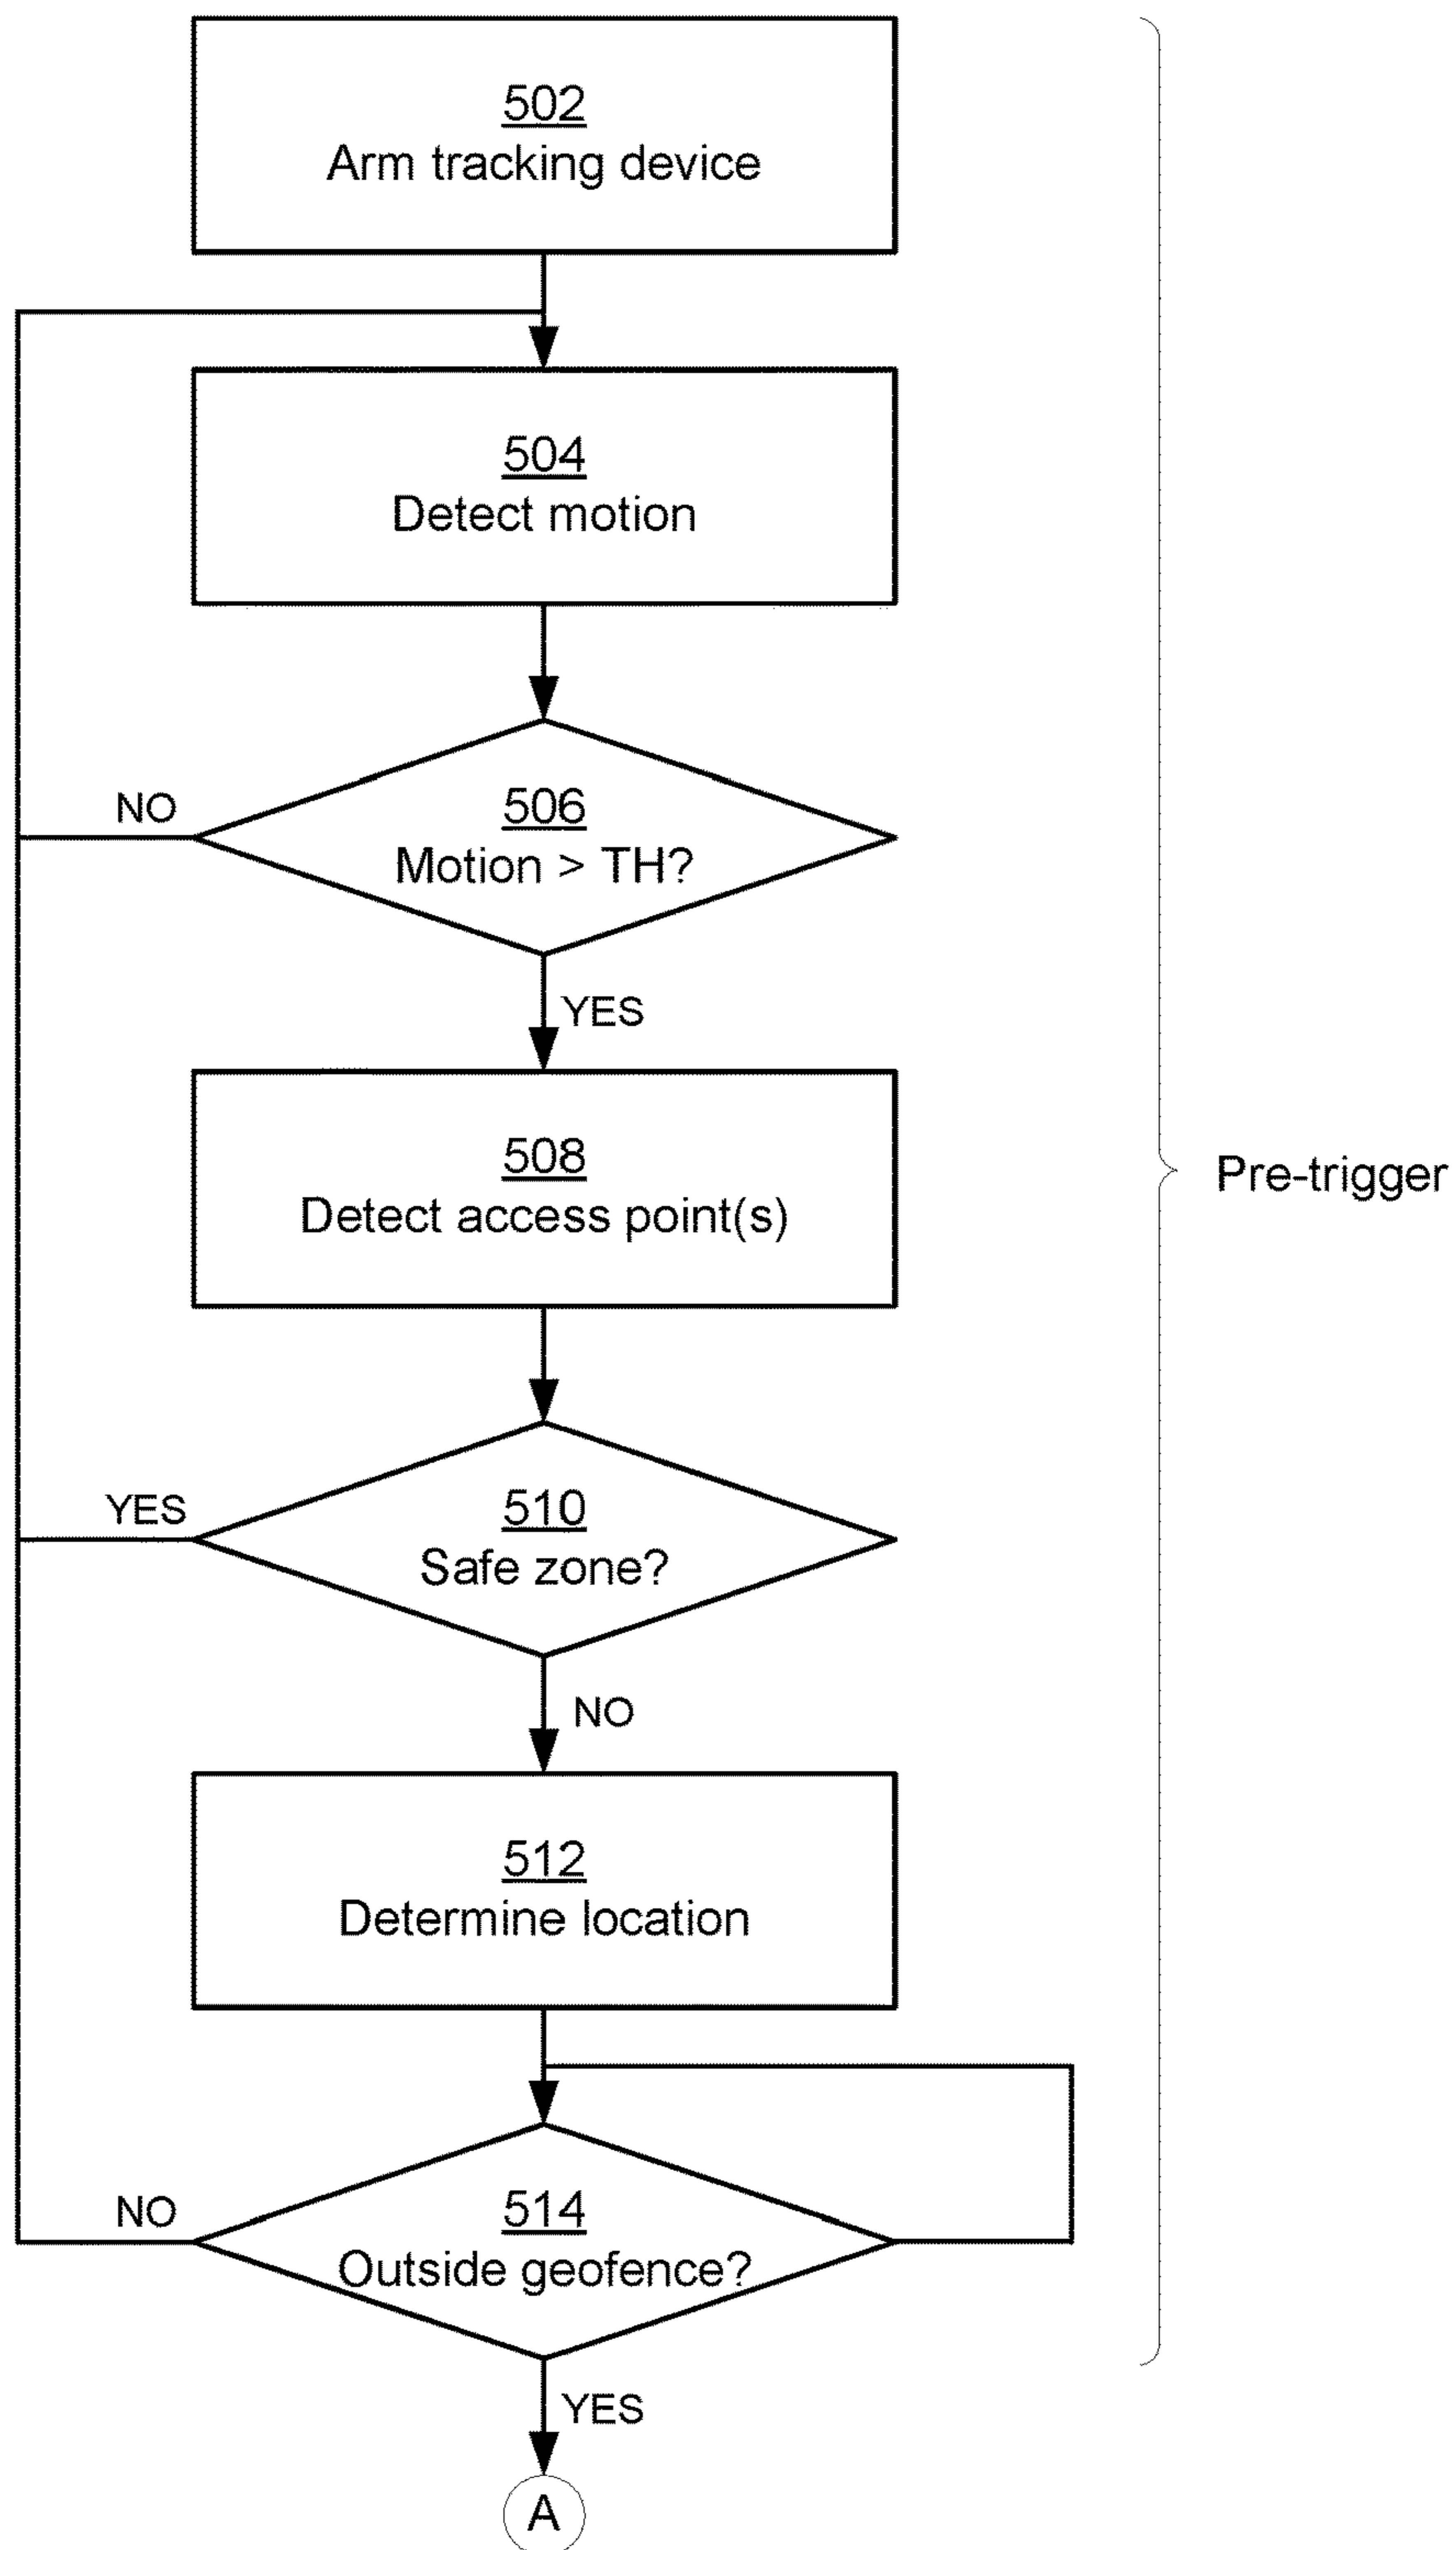 502
Arm tracking device
504
Detect motion
506
Motion > TH?
NO
YES
508
Detect access point(s)
Pre-trigger
510
Safe zone?
YES
NO
512
Determine location
514
Outside geofence?
NO
YES
A